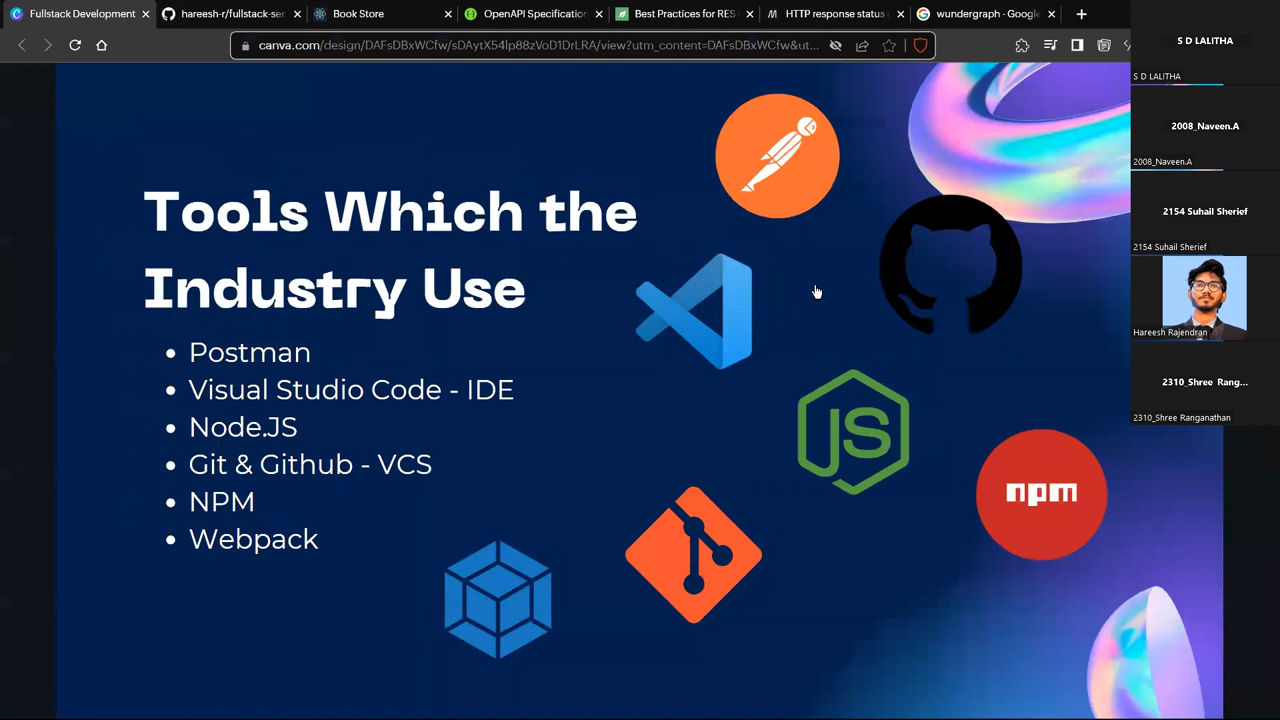 Fullstack Development
hareesh-r/fullstack-ser
Book Store
OpenAPI Specification
Best Practices for REST
HTTP response status
wundergraph - Google
canva.com/design/DAFsDBxWCfw/sDAytX54lp88zVoD1DrLRA/view?utm_content=DAFsDBxWCfw&ut...
S D LALITHA
S D LALITHA
2008_Naveen.A
2008_Naveen.A
2154 Suhail Sherief
2154 Suhail Sherief
Hareesh Rajendran
2310_Shree Rang...
2310_Shree Ranganathan
Tools Which the
Industry Use
• Postman
• Visual Studio Code - IDE
• Node.JS
• Git & Github - VCS
• NPM
• Webpack
JS
npm